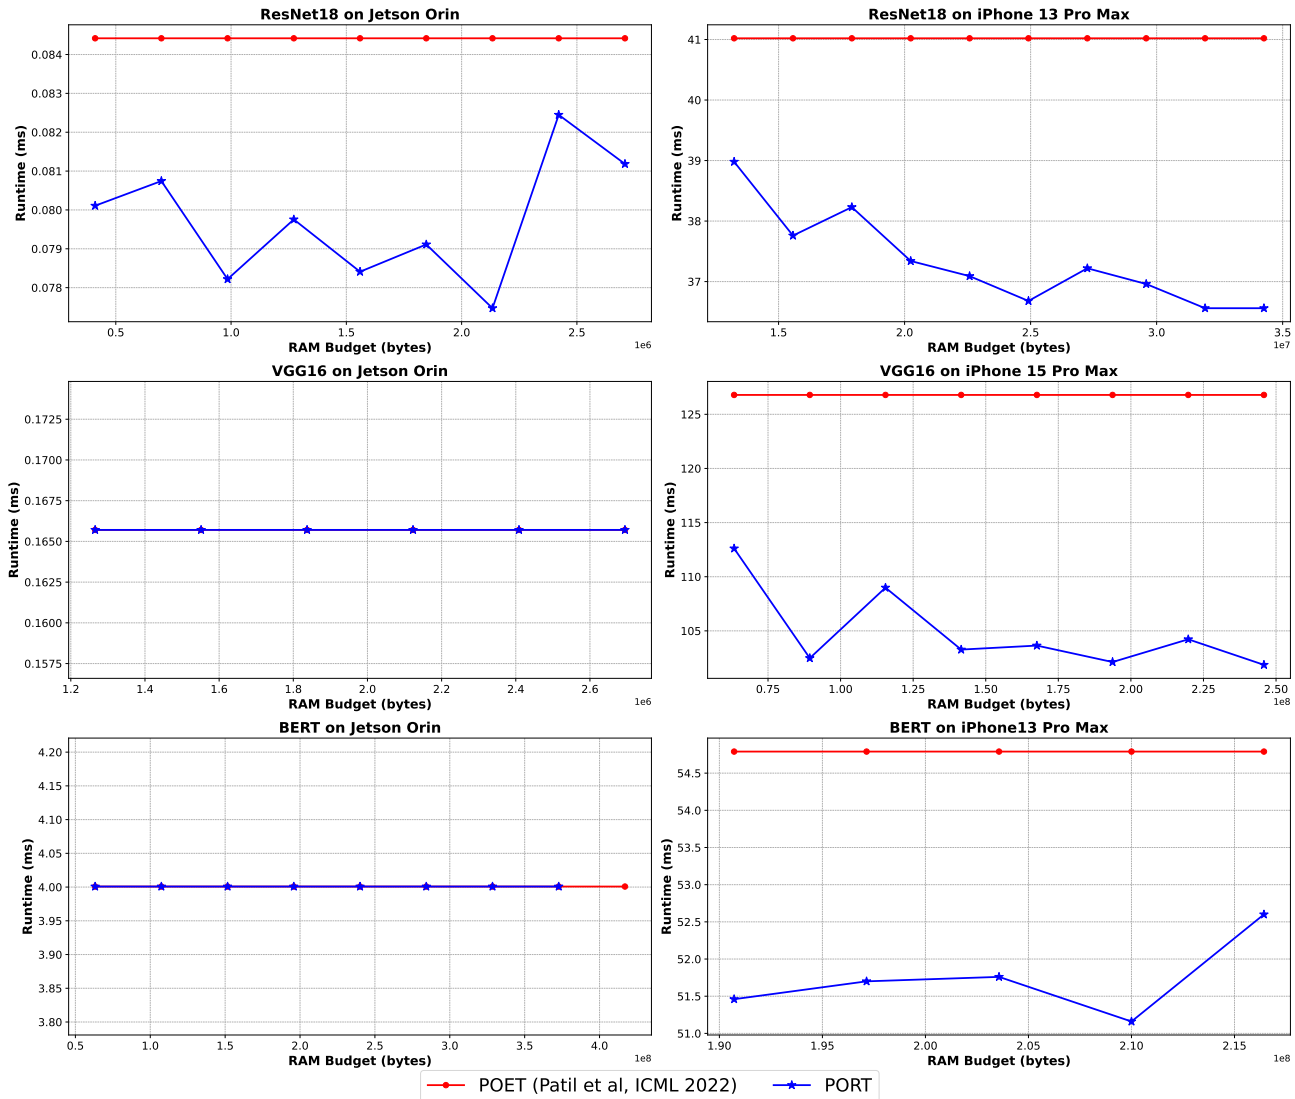 ResNet18 on Jetson Orin
Runtime (ms)
0.084
0.083
0.082
0.081
0.080
0.079
0.078
0.5 1.0 1.5 2.0 2.5
1e6
RAM Budget (bytes)
ResNet18 on iPhone 13 Pro Max
Runtime (ms)
41
40
39
38
37
1.5 2.0 2.5 3.0 3.5
1e7
RAM Budget (bytes)
VGG16 on Jetson Orin
Runtime (ms)
0.1725
0.1700
0.1675
0.1650
0.1625
0.1600
0.1575
1.2 1.4 1.6 1.8 2.0 2.2 2.4 2.6
1e6
RAM Budget (bytes)
VGG16 on iPhone 15 Pro Max
Runtime (ms)
125
120
115
110
105
0.75 1.00 1.25 1.50 1.75 2.00 2.25 2.50
1e8
RAM Budget (bytes)
BERT on Jetson Orin
Runtime (ms)
4.20
4.15
4.10
4.05
4.00
3.95
3.90
3.85
3.80
0.5 1.0 1.5 2.0 2.5 3.0 3.5 4.0
1e8
RAM Budget (bytes)
BERT on iPhone13 Pro Max
Runtime (ms)
54.5
54.0
53.5
53.0
52.5
52.0
51.5
51.0
1.90 1.95 2.00 2.05 2.10 2.15
1e8
RAM Budget (bytes)
POET (Patil et al, ICML 2022) PORT